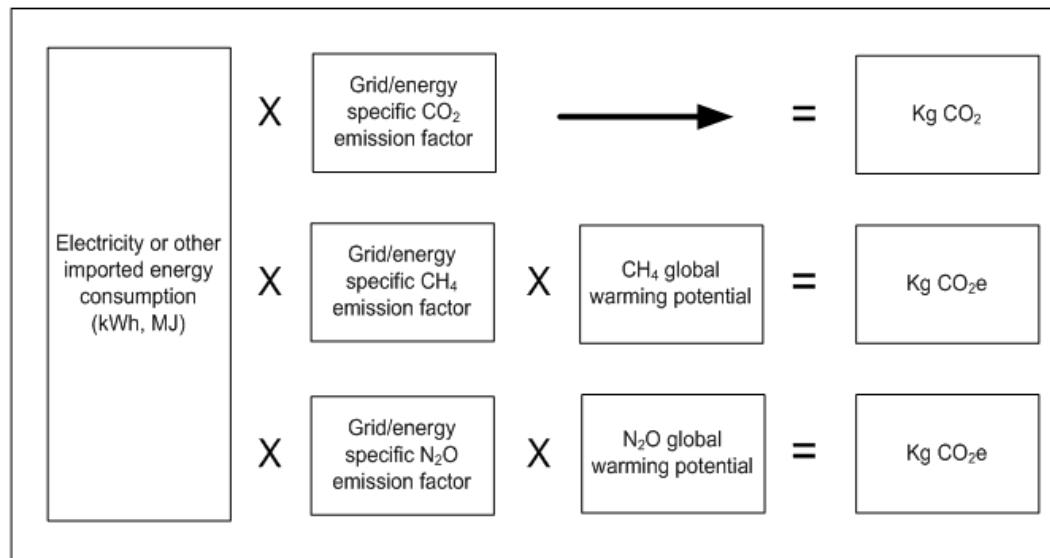 Electricity or other
imported energy
consumption
(kWh, MJ)
X
Grid/energy
specific CO₂
emission factor
=
Kg CO₂
X
Grid/energy
specific CH₄
emission factor
X
CH₄ global
warming potential
=
Kg CO₂e
X
Grid/energy
specific N₂O
emission factor
X
N₂O global
warming potential
=
Kg CO₂e